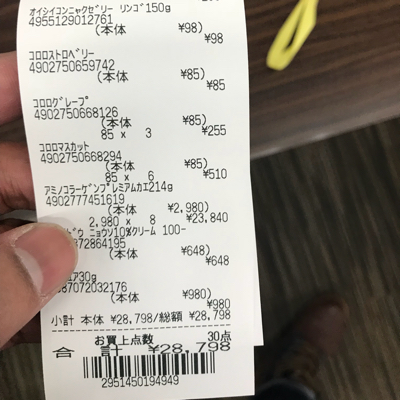 オイシイコンニャクゼリー リンゴ150g
4955129012761
(本体 ¥98)
¥98
コロロストロベリー
4902750659742
(本体 ¥85)
¥85
コロログレープ
4902750668126
(本体 ¥85)
85 × 3 ¥255
コロロマスカット
4902750668294
(本体 ¥85)
85 × 6 ¥510
アミノコラーゲンプレミアムカエ214g
4902777451619
(本体 ¥2,980)
2,980 × 8 ¥23,840
ニョウソ10%クリーム 100-
872864195
(本体 ¥648)
¥648
ア30g
87072032176
(本体 ¥980)
¥980
小計 本体 ¥28,798/総額 ¥28,798
お買上点数 30点
合 計 ¥28,798
2951450194949